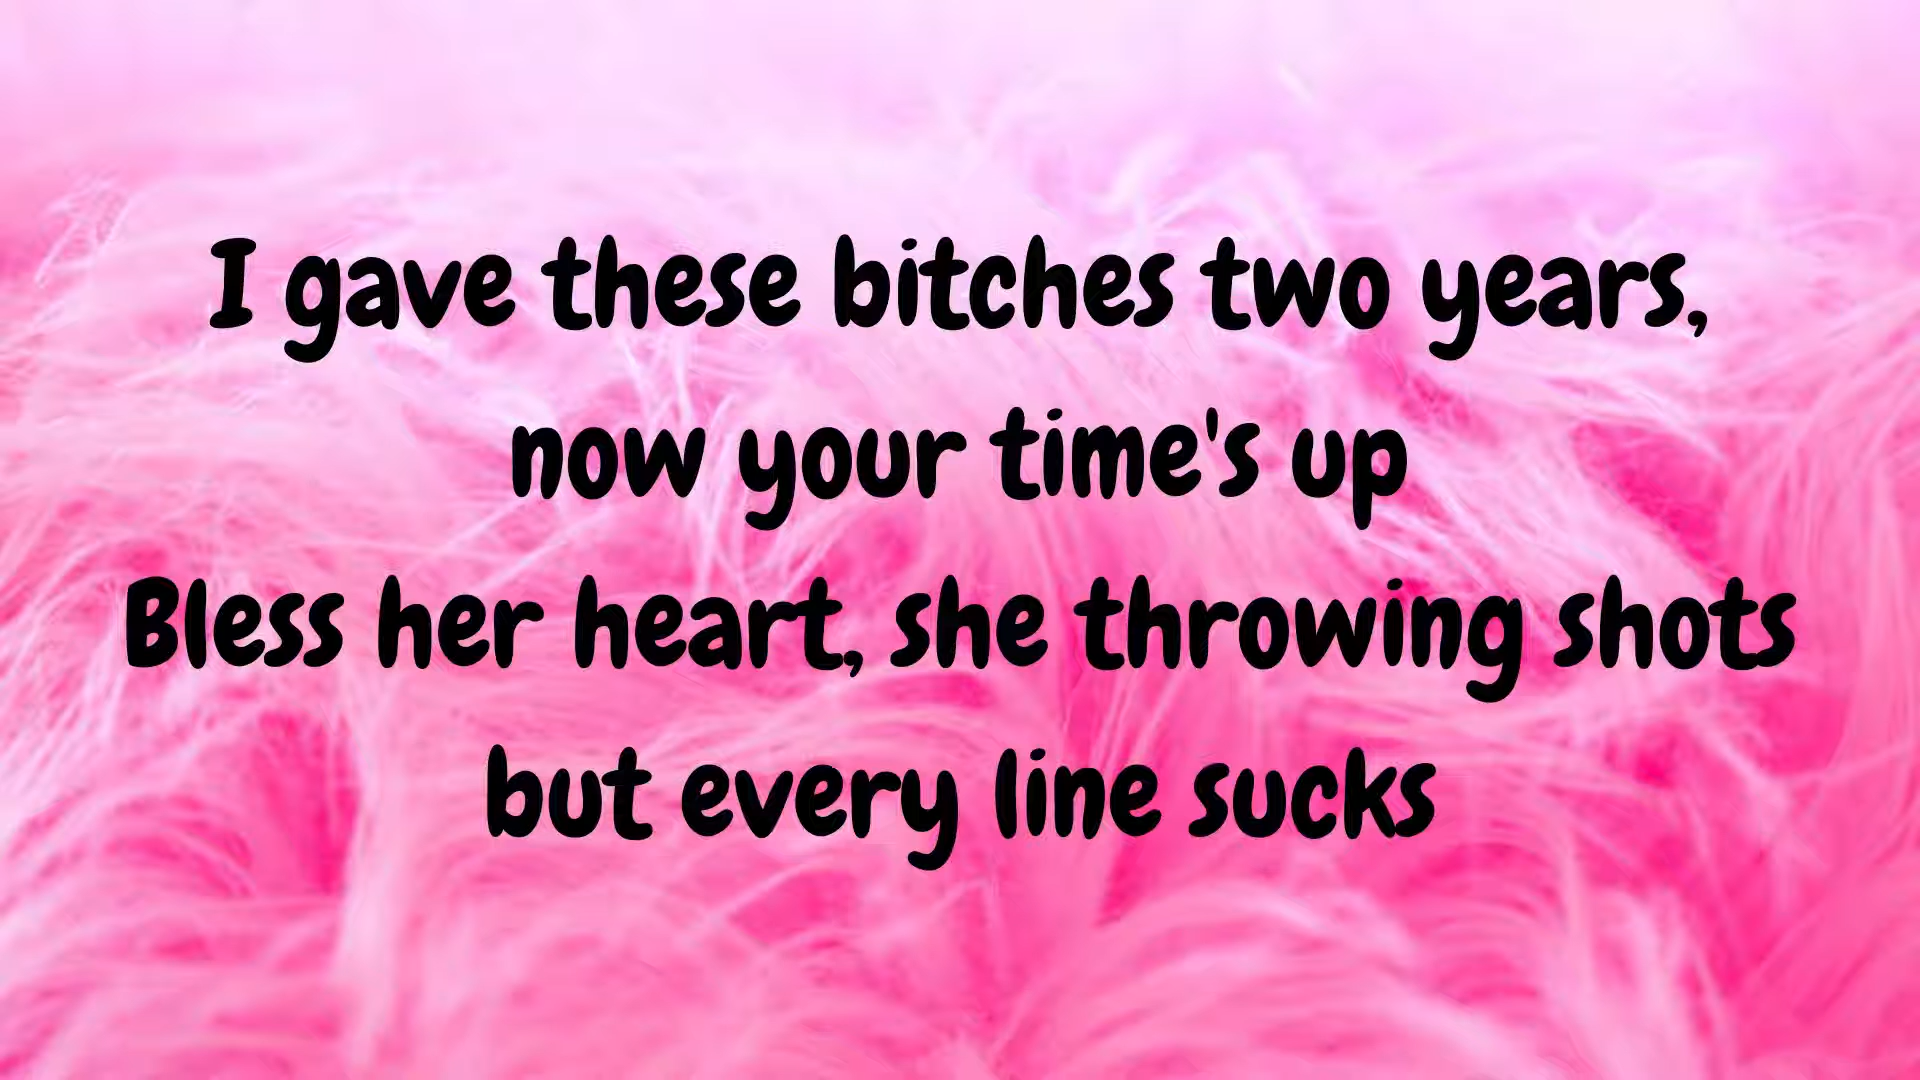 I gave these bitches two years,
now your time's up
Bless her heart, she throwing shots
but every line sucks